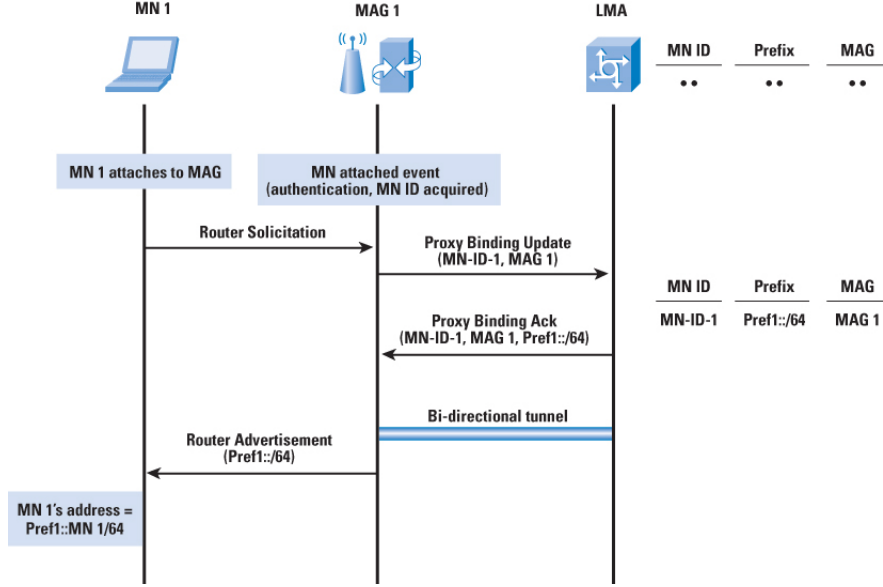 MN 1
MAG 1
LMA
MN ID Prefix MAG
MN 1 attaches to MAG
MN attached event
(authentication, MN ID acquired)
Router Solicitation
Proxy Binding Update
(MN-ID-1, MAG 1)
MN ID Prefix MAG
MN-ID-1 Pref1::/64 MAG 1
Proxy Binding Ack
(MN-ID-1, MAG 1, Pref1::/64)
Bi-directional tunnel
Router Advertisement
(Pref1::/64)
MN 1's address =
Pref1::MN 1/64